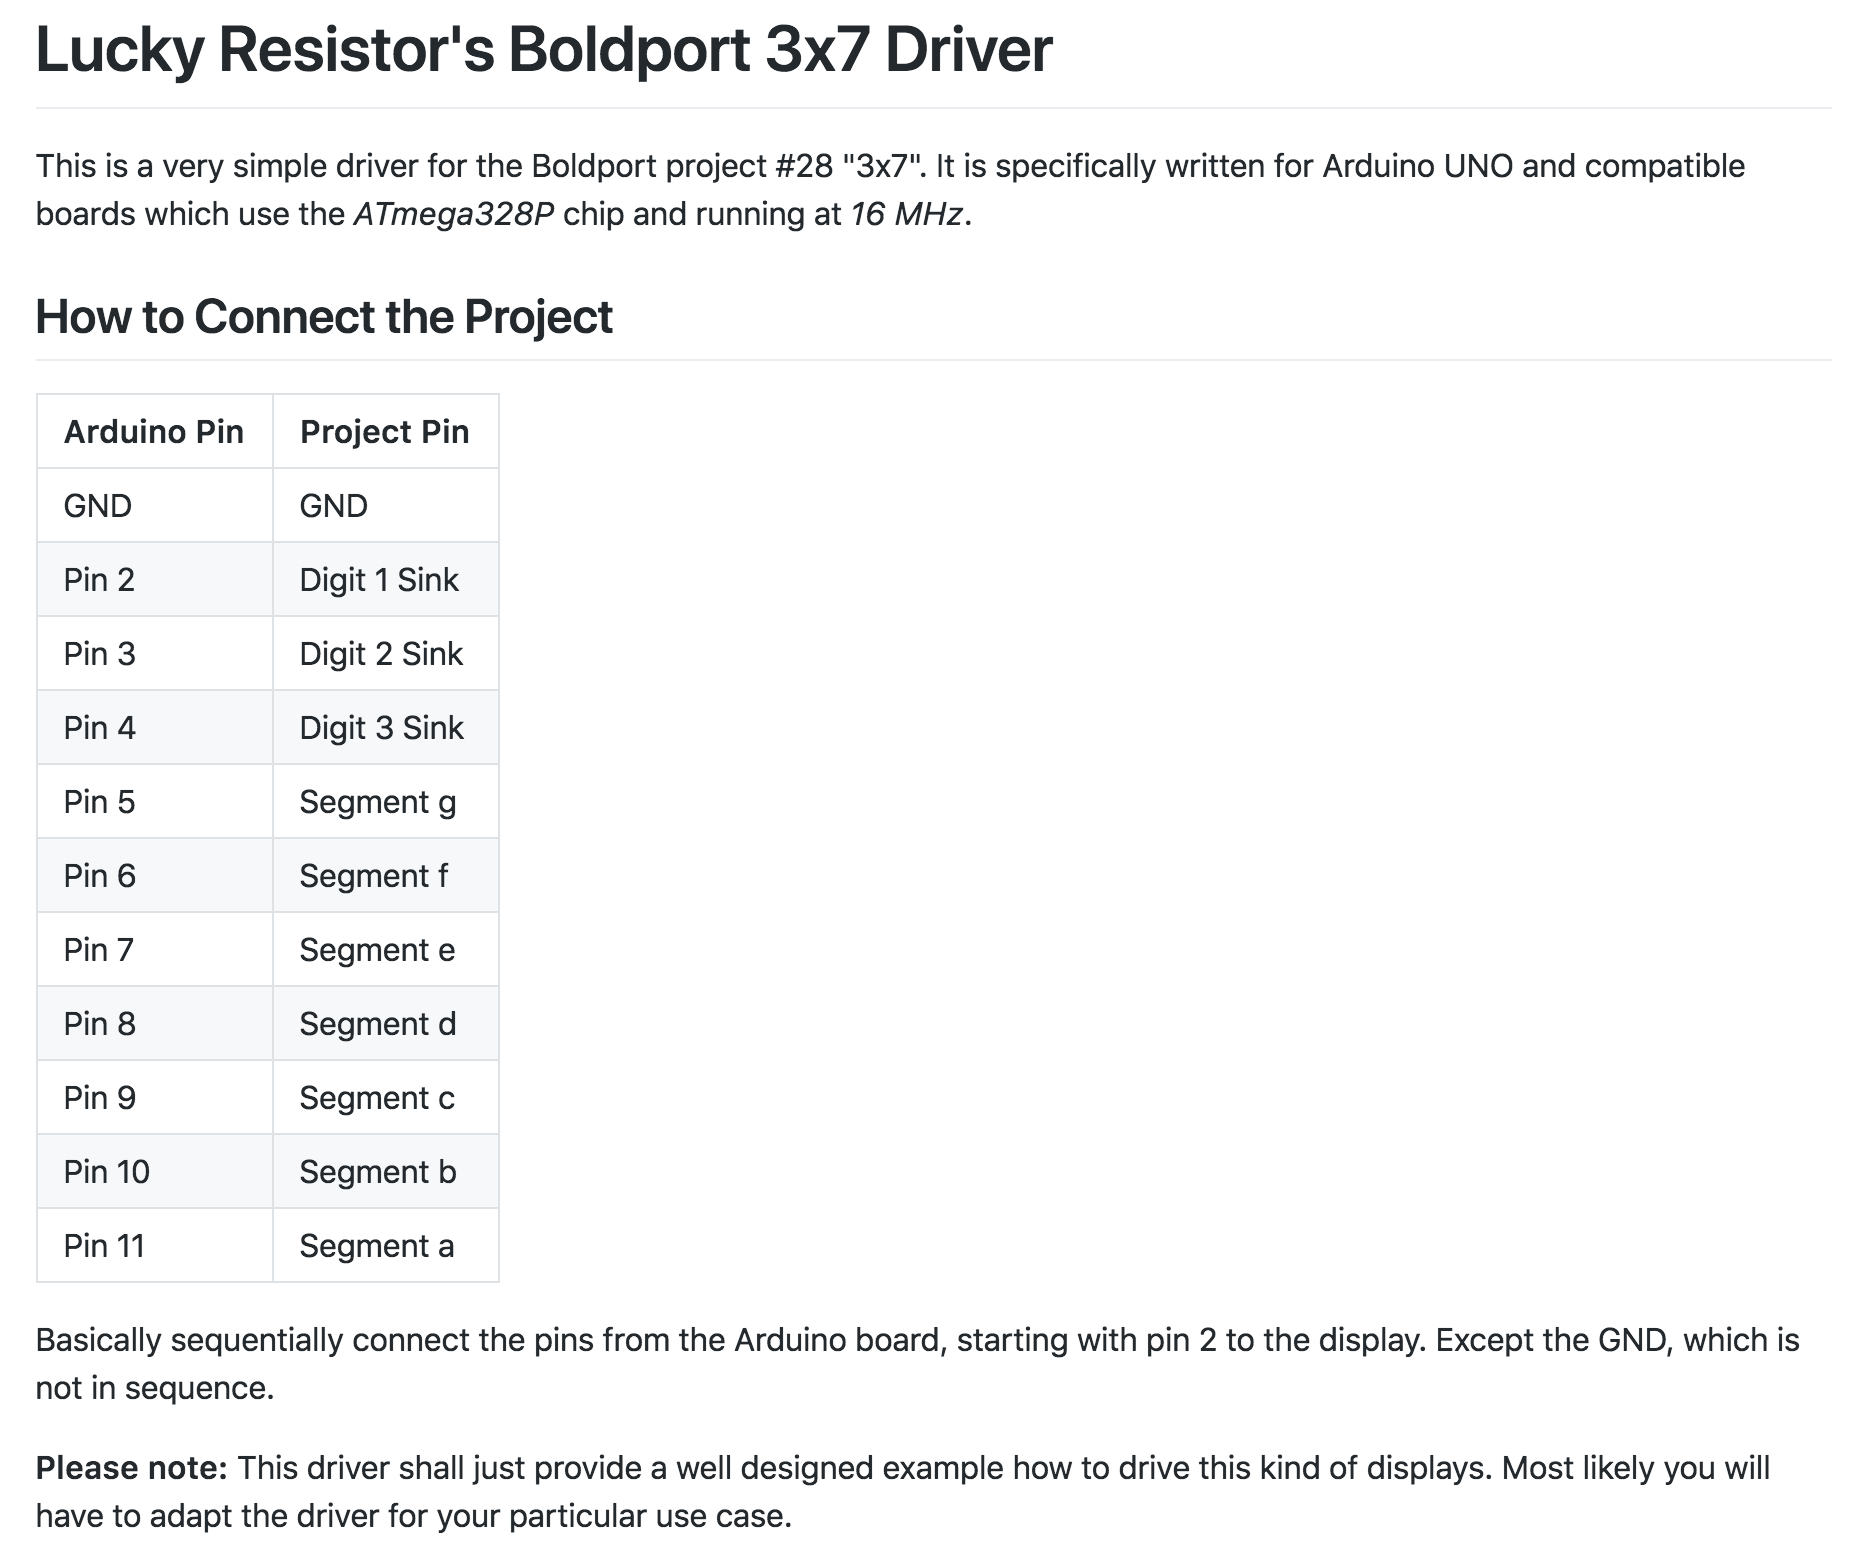 Lucky Resistor's Boldport 3x7 Driver
This is a very simple driver for the Boldport project #28 "3x7". It is specifically written for Arduino UNO and compatible
boards which use the ATmega328P chip and running at 16 MHz.
How to Connect the Project
Arduino Pin Project Pin
GND GND
Pin 2 Digit 1 Sink
Pin 3 Digit 2 Sink
Pin 4 Digit 3 Sink
Pin 5 Segment g
Pin 6 Segment f
Pin 7 Segment e
Pin 8 Segment d
Pin 9 Segment c
Pin 10 Segment b
Pin 11 Segment a
Basically sequentially connect the pins from the Arduino board, starting with pin 2 to the display. Except the GND, which is
not in sequence.
Please note: This driver shall just provide a well designed example how to drive this kind of displays. Most likely you will
have to adapt the driver for your particular use case.